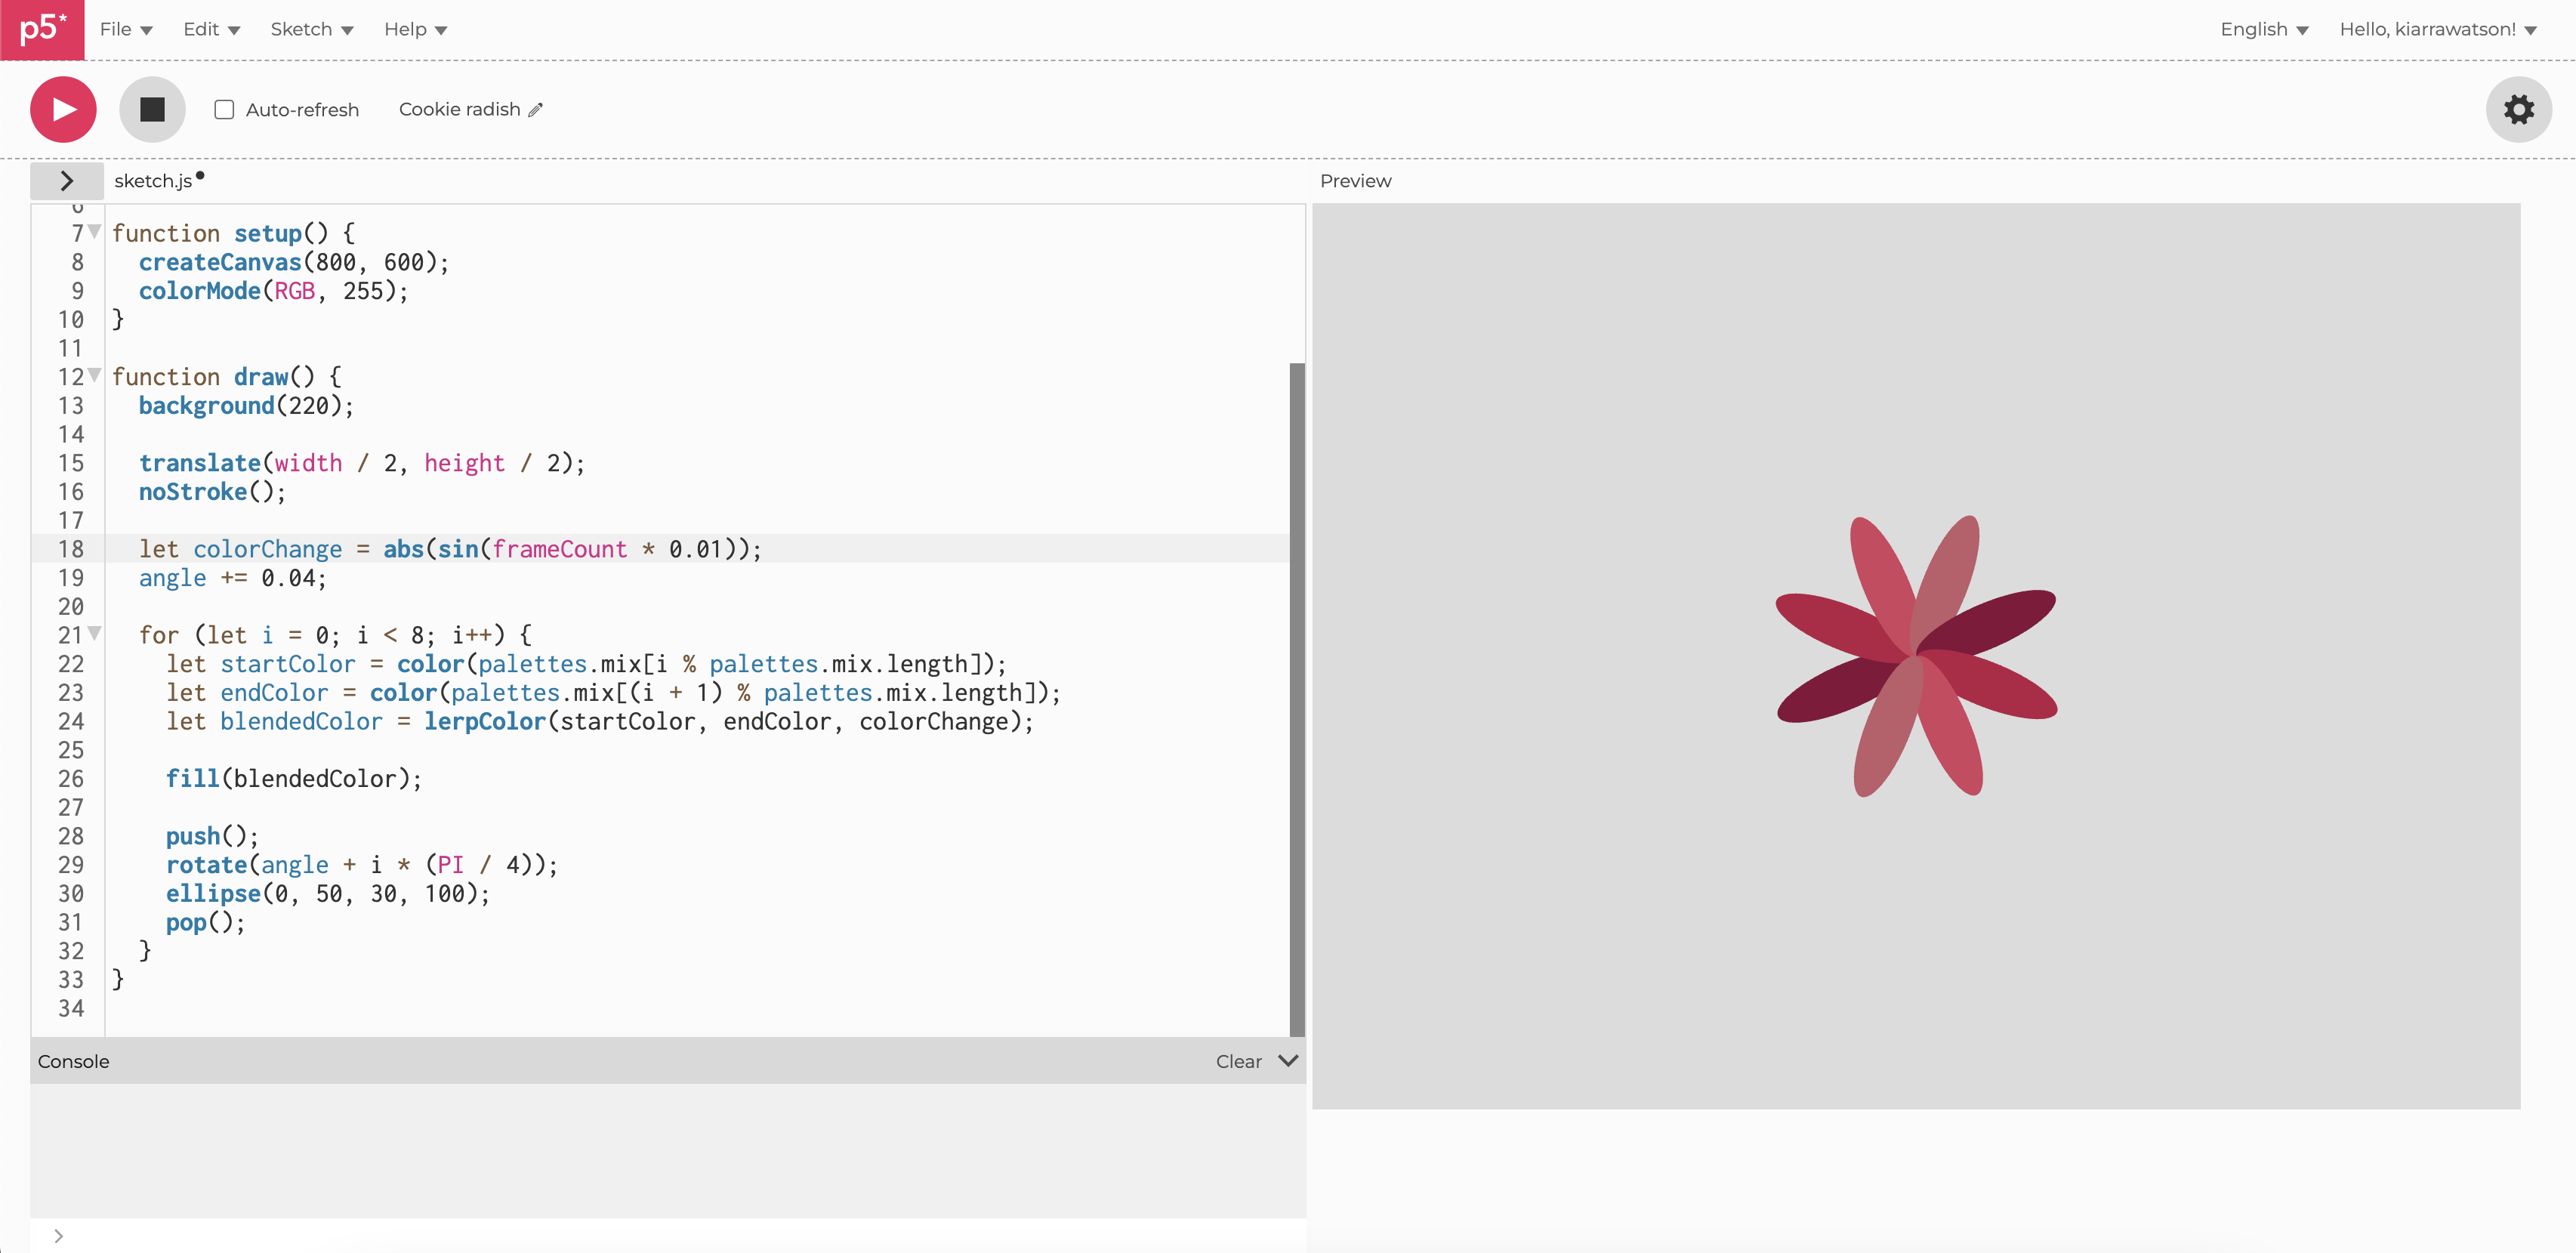 p5* File Edit Sketch Help English Hello, kiarrawatson!
Auto-refresh Cookie radish
sketch.js
Preview
6
7 function setup() {
8   createCanvas(800, 600);
9   colorMode(RGB, 255);
10 }
11
12 function draw() {
13   background(220);
14
15   translate(width / 2, height / 2);
16   noStroke();
17
18   let colorChange = abs(sin(frameCount * 0.01));
19   angle += 0.04;
20
21   for (let i = 0; i < 8; i++) {
22     let startColor = color(palettes.mix[i % palettes.mix.length]);
23     let endColor = color(palettes.mix[(i + 1) % palettes.mix.length]);
24     let blendedColor = lerpColor(startColor, endColor, colorChange);
25
26     fill(blendedColor);
27
28     push();
29     rotate(angle + i * (PI / 4));
30     ellipse(0, 50, 30, 100);
31     pop();
32   }
33 }
34
Console Clear
>